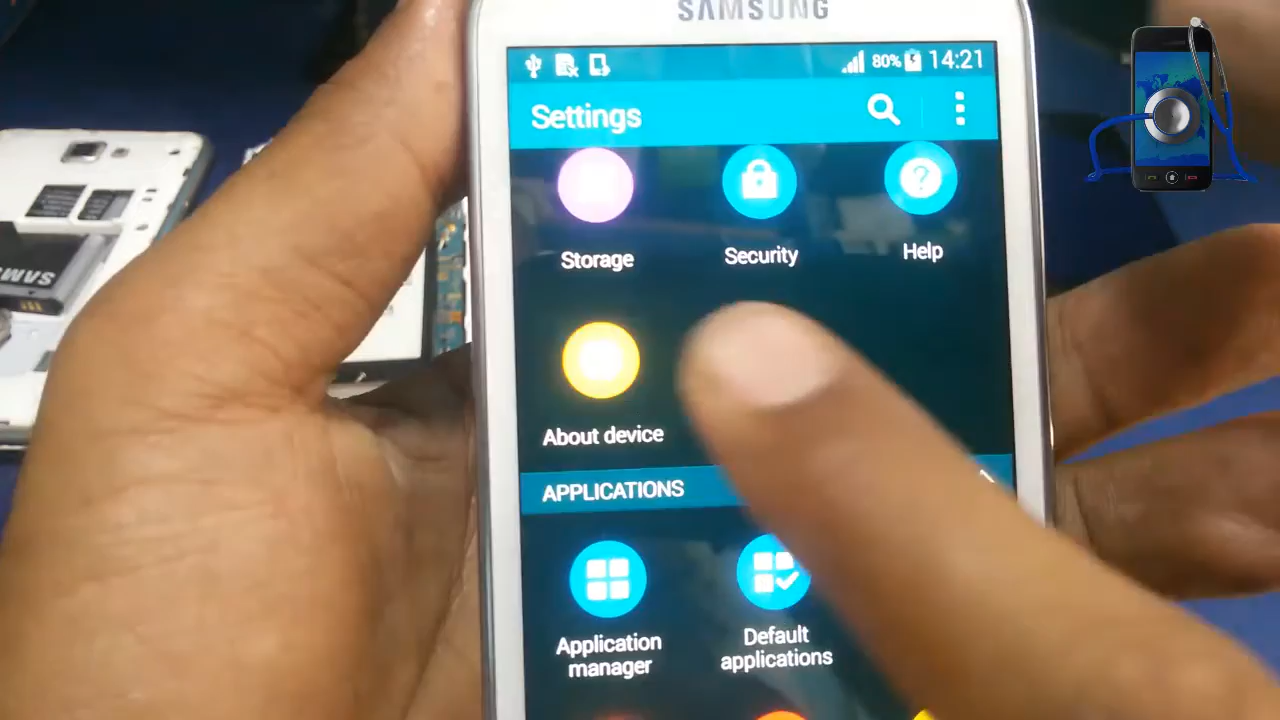 SAMSUNG
80% 14:21
Settings
Storage
Security
Help
About device
APPLICATIONS
Application
manager
Default
applications